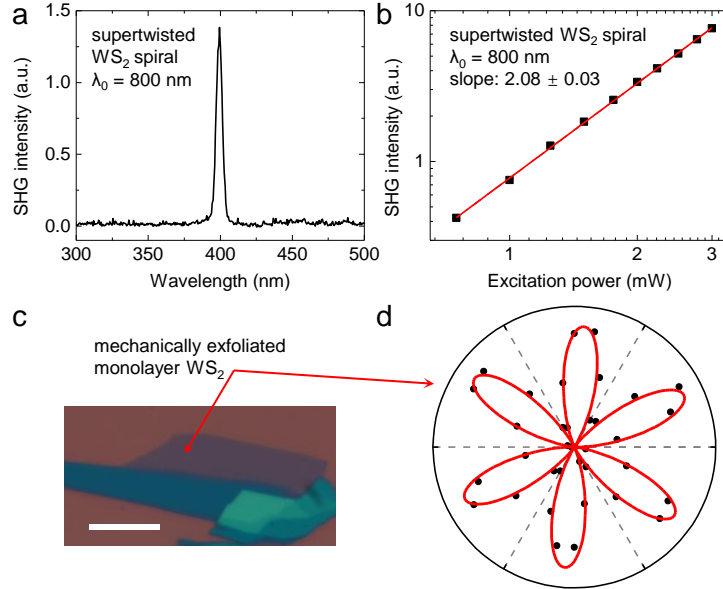 a
1.5
1.0
0.5
0.0
SHG intensity (a.u.)
supertwisted
WS₂ spiral
λ₀ = 800 nm
300 350 400 450 500
Wavelength (nm)
b
10
1
SHG intensity (a.u.)
supertwisted WS₂ spiral
λ₀ = 800 nm
slope: 2.08 ± 0.03
1 2 3
Excitation power (mW)
c
mechanically exfoliated
monolayer WS₂
d